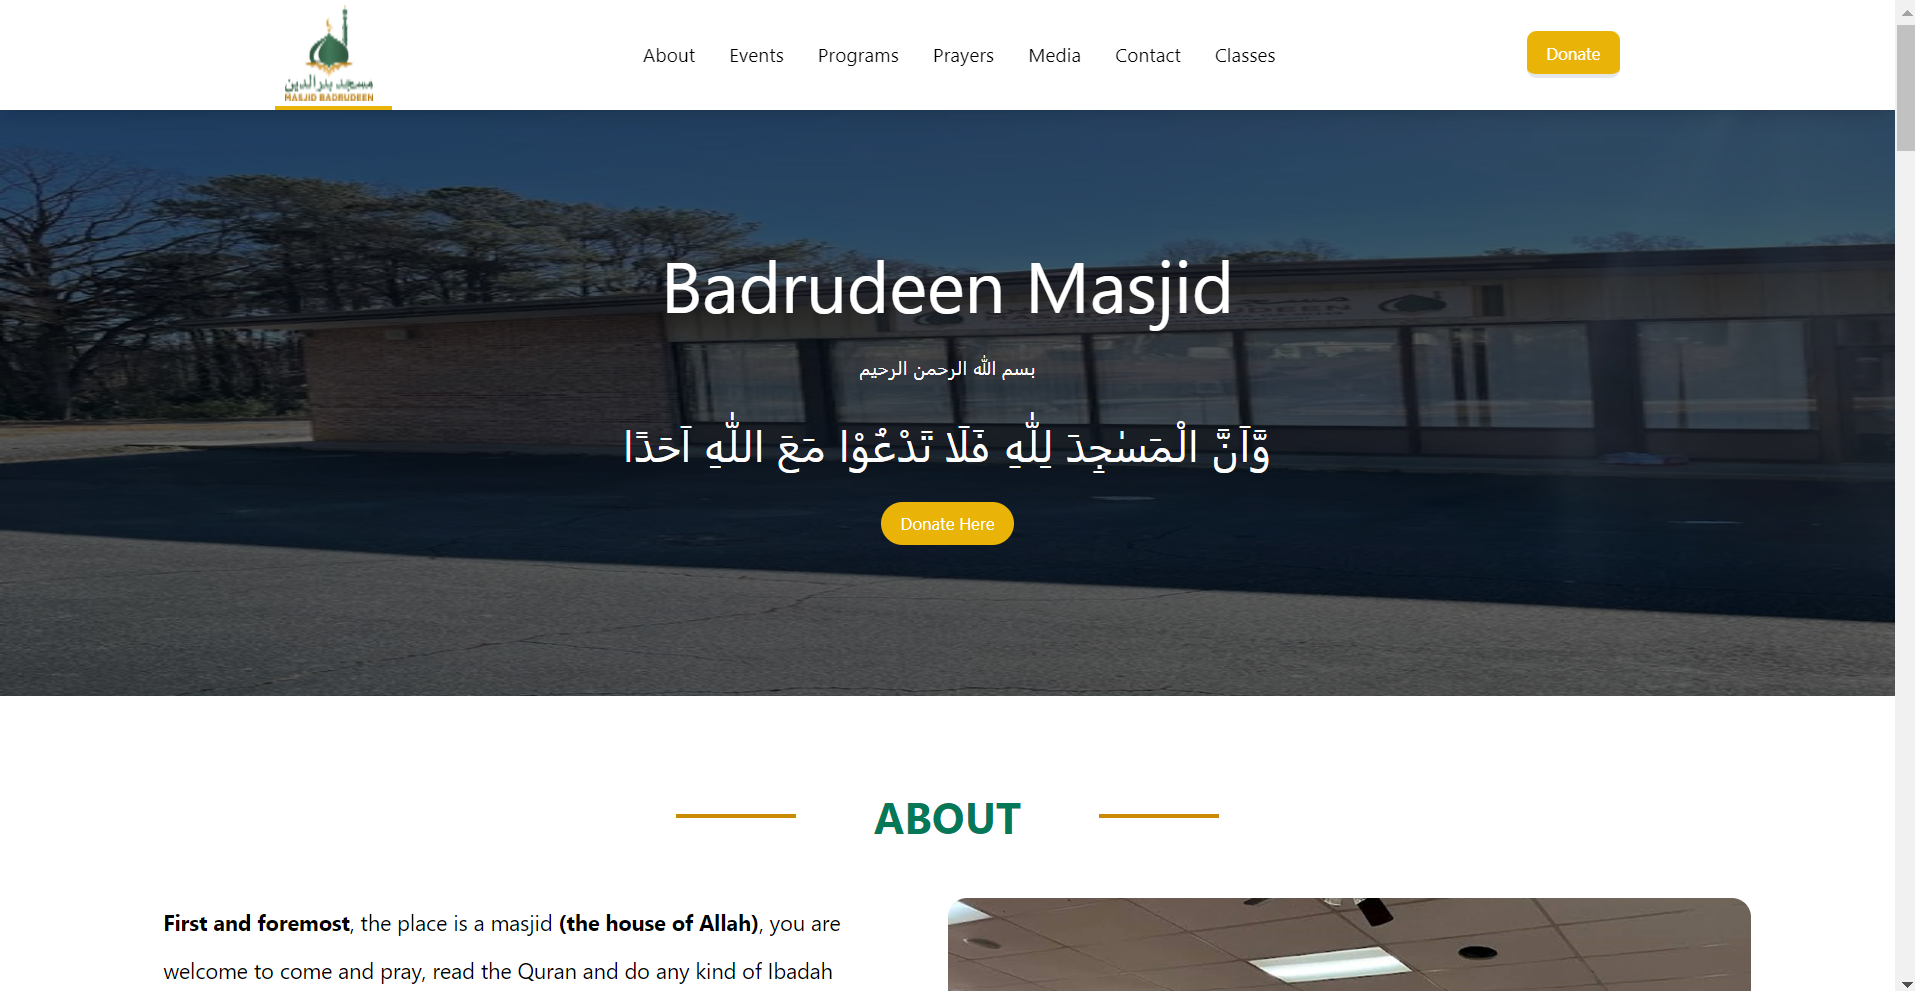 مسجد بدر الدين
MASJID BADRUDEEN
About Events Programs Prayers Media Contact Classes
Donate
Badrudeen Masjid
بسم الله الرحمن الرحيم
وَّاَنَّ الْمَسٰجِدَ لِلّٰهِ فَلَا تَدْعُوْا مَعَ اللّٰهِ اَحَدًا
Donate Here
ABOUT
First and foremost, the place is a masjid (the house of Allah), you are
welcome to come and pray, read the Quran and do any kind of Ibadah